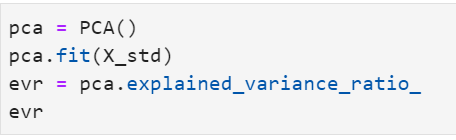 pca = PCA()
pca.fit(X_std)
evr = pca.explained_variance_ratio_
evr